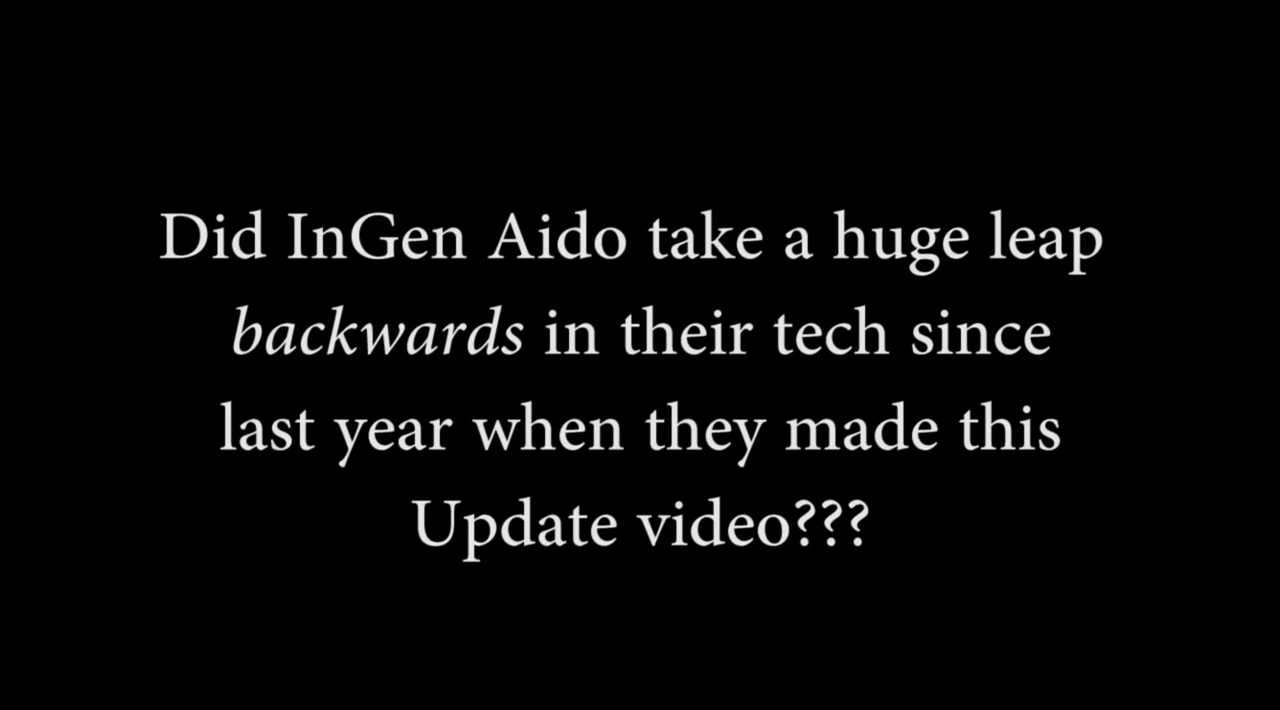 Did InGen Aido take a huge leap
backwards in their tech since
last year when they made this
Update video???